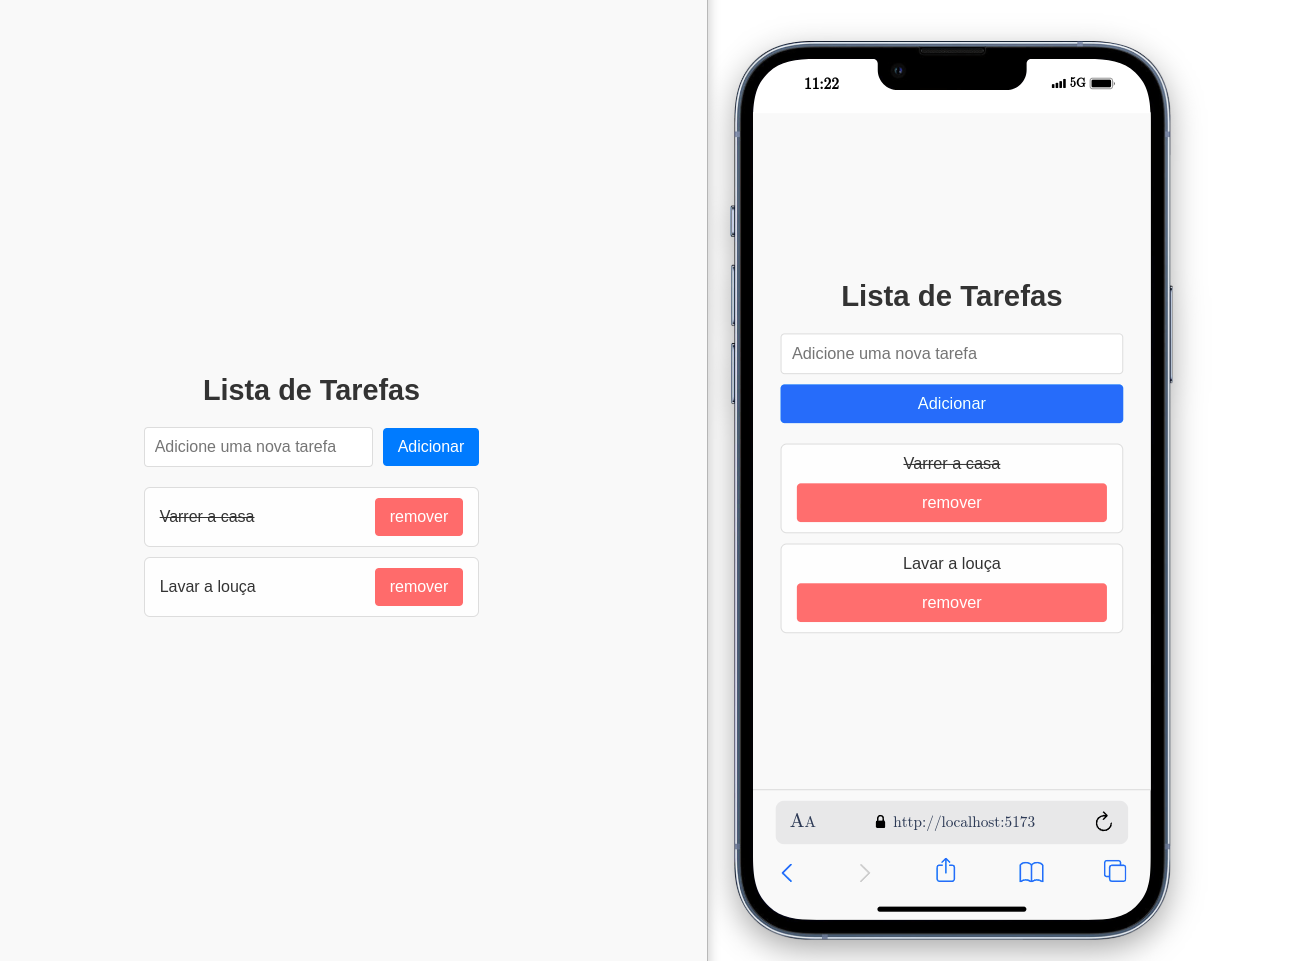 Lista de Tarefas
Adicione uma nova tarefa
Adicionar
Varrer a casa
remover
Lavar a louça
remover
11:22
5G
Lista de Tarefas
Adicione uma nova tarefa
Adicionar
Varrer a casa
remover
Lavar a louça
remover
AA
http://localhost:5173